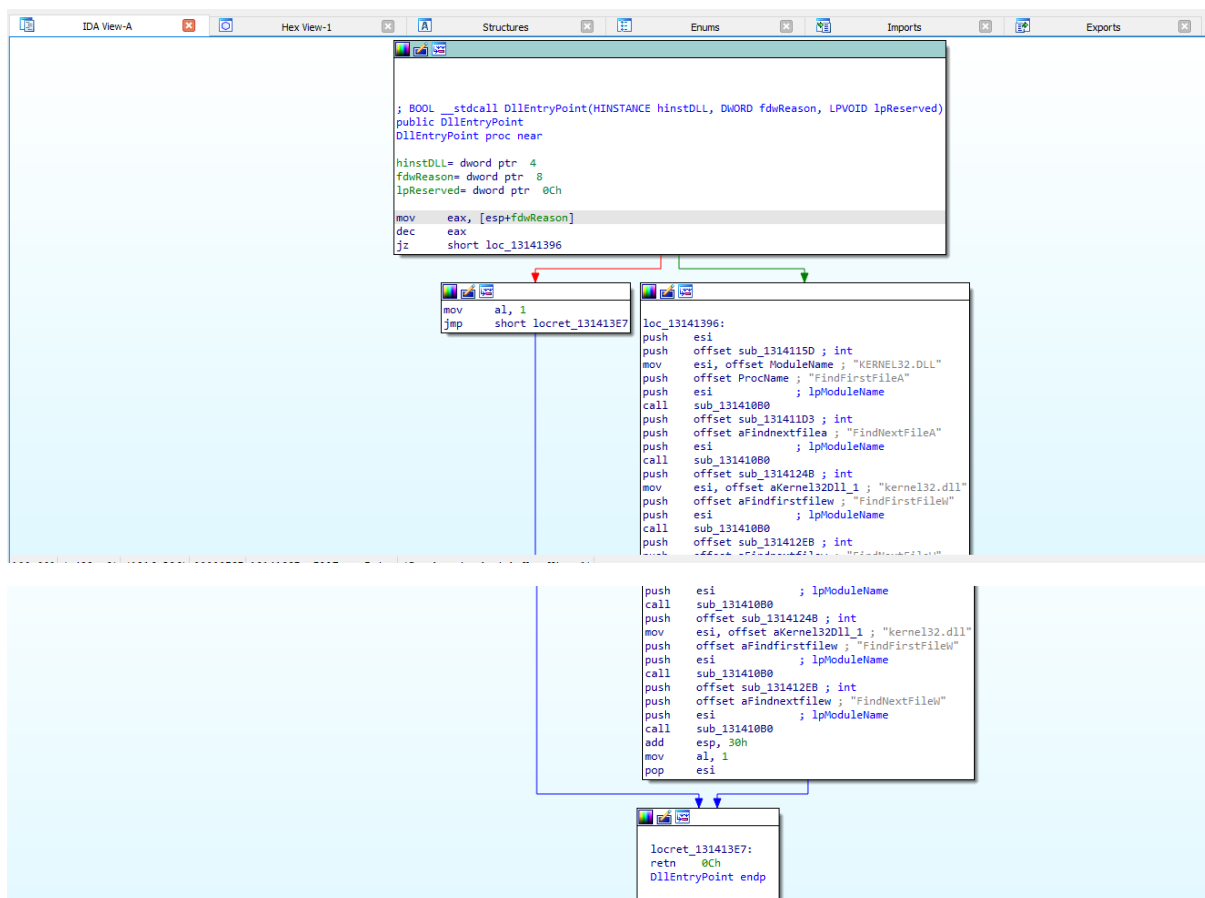 IDA View-A Hex View-1 Structures Enums Imports Exports
; BOOL __stdcall DllEntryPoint(HINSTANCE hinstDLL, DWORD fdwReason, LPVOID lpReserved)
public DllEntryPoint
DllEntryPoint proc near
hinstDLL= dword ptr  4
fdwReason= dword ptr  8
lpReserved= dword ptr  0Ch
mov     eax, [esp+fdwReason]
dec     eax
jz      short loc_13141396
mov     al, 1
jmp     short locret_131413E7
loc_13141396:
push    esi
push    offset sub_1314115D ; int
mov     esi, offset ModuleName ; "KERNEL32.DLL"
push    offset ProcName ; "FindFirstFileA"
push    esi             ; lpModuleName
call    sub_131410B0
push    offset sub_131411D3 ; int
push    offset aFindnextfilea ; "FindNextFileA"
push    esi             ; lpModuleName
call    sub_131410B0
push    offset sub_1314124B ; int
mov     esi, offset aKernel32Dll_1 ; "kernel32.dll"
push    offset aFindfirstfilew ; "FindFirstFileW"
push    esi             ; lpModuleName
call    sub_131410B0
push    offset sub_131412EB ; int
push    esi             ; lpModuleName
call    sub_131410B0
push    offset sub_1314124B ; int
mov     esi, offset aKernel32Dll_1 ; "kernel32.dll"
push    offset aFindfirstfilew ; "FindFirstFileW"
push    esi             ; lpModuleName
call    sub_131410B0
push    offset sub_131412EB ; int
push    offset aFindnextfilew ; "FindNextFileW"
push    esi             ; lpModuleName
call    sub_131410B0
add     esp, 30h
mov     al, 1
pop     esi
locret_131413E7:
retn    0Ch
DllEntryPoint endp